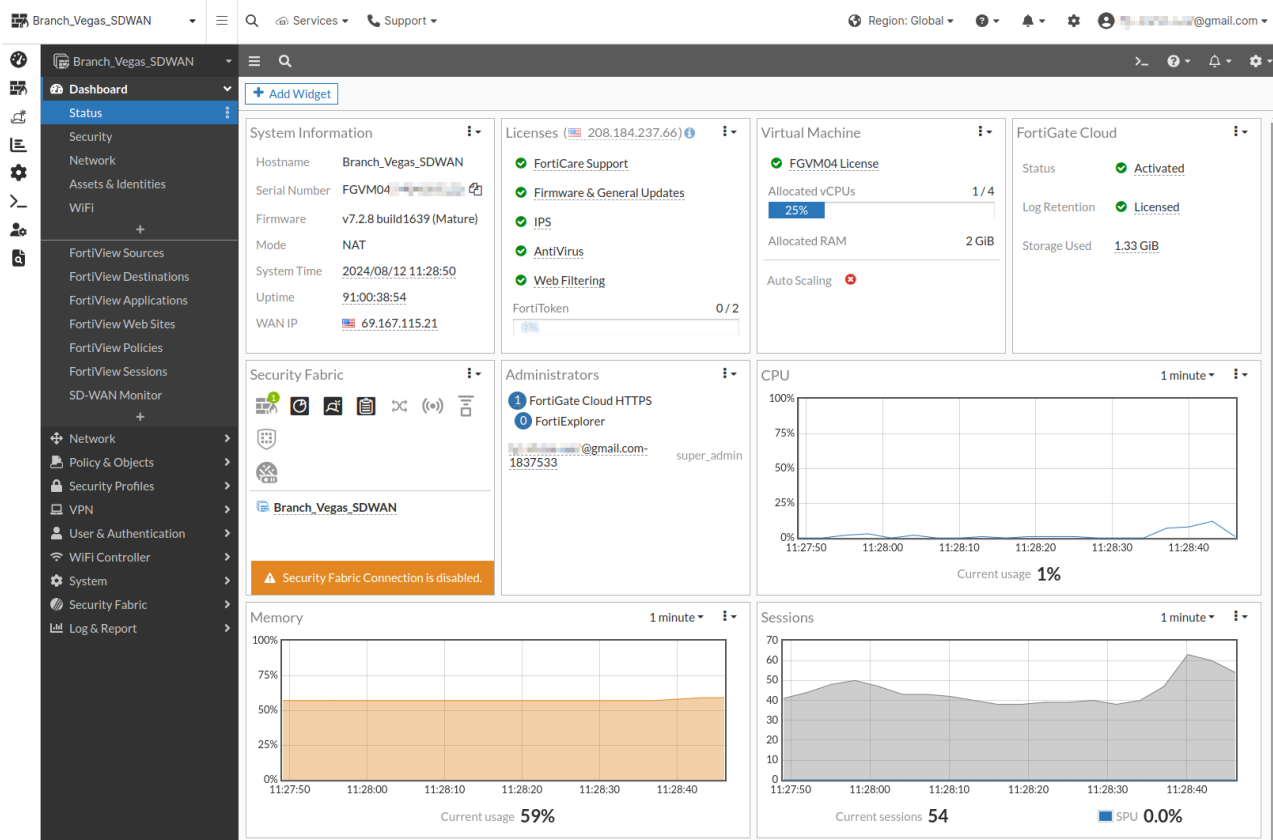 Branch_Vegas_SDWAN
Services
Support
Region: Global
@gmail.com
Branch_Vegas_SDWAN
Dashboard
Status
Security
Network
Assets & Identities
WiFi
+
FortiView Sources
FortiView Destinations
FortiView Applications
FortiView Web Sites
FortiView Policies
FortiView Sessions
SD-WAN Monitor
+
Network
Policy & Objects
Security Profiles
VPN
User & Authentication
WiFi Controller
System
Security Fabric
Log & Report
+ Add Widget
System Information
Hostname Branch_Vegas_SDWAN
Serial Number FGVM04
Firmware v7.2.8 build1639 (Mature)
Mode NAT
System Time 2024/08/12 11:28:50
Uptime 91:00:38:54
WAN IP 69.167.115.21
Licenses (208.184.237.66)
FortiCare Support
Firmware & General Updates
IPS
AntiVirus
Web Filtering
FortiToken 0 / 2
0%
Virtual Machine
FGVM04 License
Allocated vCPUs 1 / 4
25%
Allocated RAM 2 GiB
Auto Scaling
FortiGate Cloud
Status Activated
Log Retention Licensed
Storage Used 1.33 GiB
Security Fabric
1
Branch_Vegas_SDWAN
Security Fabric Connection is disabled.
Administrators
1 FortiGate Cloud HTTPS
0 FortiExplorer
@gmail.com-
1837533
super_admin
CPU 1 minute
100%
75%
50%
25%
0%
11:27:50 11:28:00 11:28:10 11:28:20 11:28:30 11:28:40
Current usage 1%
Memory 1 minute
100%
75%
50%
25%
0%
11:27:50 11:28:00 11:28:10 11:28:20 11:28:30 11:28:40
Current usage 59%
Sessions 1 minute
70
60
50
40
30
20
10
0
11:27:50 11:28:00 11:28:10 11:28:20 11:28:30 11:28:40
Current sessions 54 SPU 0.0%